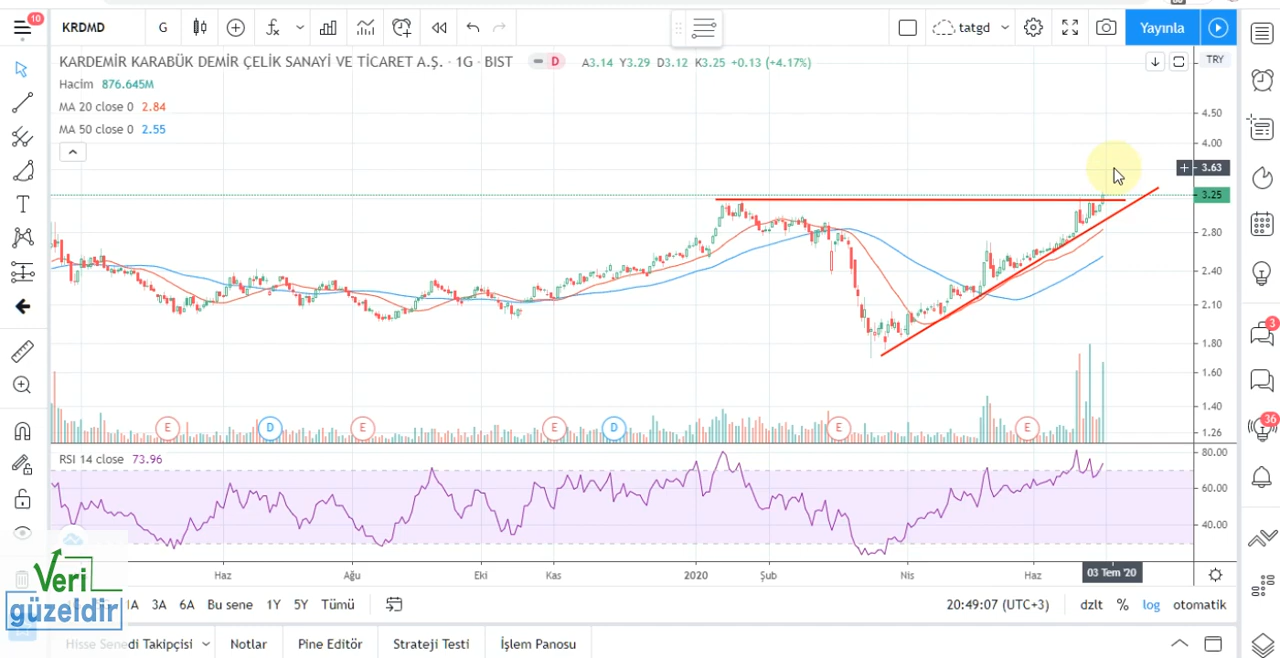 10
KRDMD
G
tatgd
Yayınla
KARDEMİR KARABÜK DEMİR ÇELİK SANAYİ VE TİCARET A.Ş. · 1G · BIST
D
A3.14 Y3.29 D3.12 K3.25 +0.13 (+4.17%)
TRY
Hacim 876.645M
MA 20 close 0 2.84
MA 50 close 0 2.55
4.50
4.00
3.63
3.25
2.80
2.40
2.10
1.80
1.60
1.40
1.26
3
36
E
D
E
E
D
E
E
RSI 14 close 73.96
80.00
60.00
40.00
Haz
Ağu
Eki
Kas
2020
Şub
Nis
Haz
03 Tem '20
Veri
güzeldir
3A 6A Bu sene 1Y 5Y Tümü
20:49:07 (UTC+3)
dzlt % log otomatik
Hisse Senedi Takipçisi
Notlar
Pine Editör
Strateji Testi
İşlem Panosu